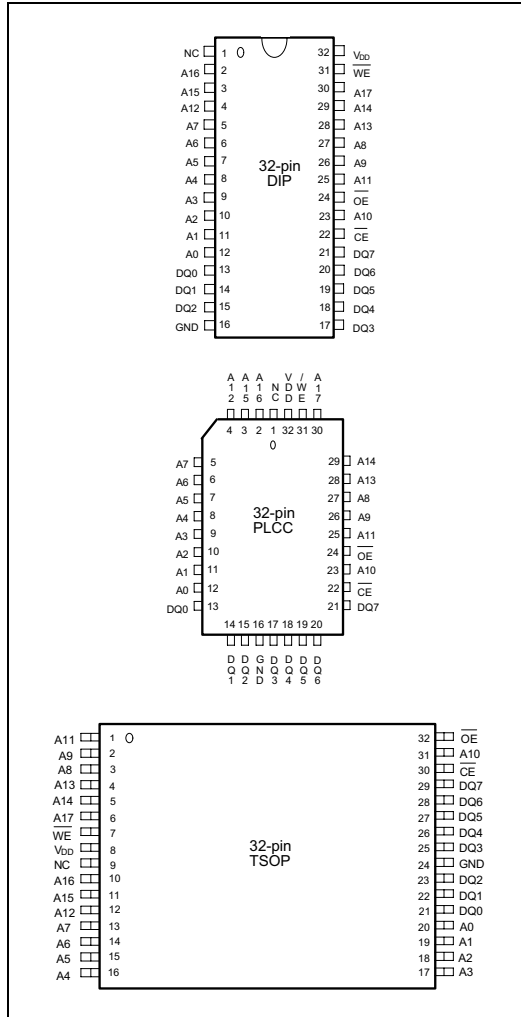 NC 1 32 VDD
A16 2 31 WE
A15 3 30 A17
A12 4 29 A14
A7 5 28 A13
A6 6 27 A8
A5 7 26 A9
A4 8 25 A11
32-pin
DIP
A3 9 24 OE
A2 10 23 A10
A1 11 22 CE
A0 12 21 DQ7
DQ0 13 20 DQ6
DQ1 14 19 DQ5
DQ2 15 18 DQ4
GND 16 17 DQ3
A12 A15 A16 NC VDD /WE A17
4 3 2 1 32 31 30
A7 5 29 A14
A6 6 28 A13
A5 7 27 A8
A4 8 26 A9
32-pin
PLCC
A3 9 25 A11
A2 10 24 OE
A1 11 23 A10
A0 12 22 CE
DQ0 13 21 DQ7
14 15 16 17 18 19 20
DQ1 DQ2 GND DQ3 DQ4 DQ5 DQ6
A11 1 32 OE
A9 2 31 A10
A8 3 30 CE
A13 4 29 DQ7
A14 5 28 DQ6
A17 6 27 DQ5
WE 7 26 DQ4
VDD 8 25 DQ3
32-pin
TSOP
NC 9 24 GND
A16 10 23 DQ2
A15 11 22 DQ1
A12 12 21 DQ0
A7 13 20 A0
A6 14 19 A1
A5 15 18 A2
A4 16 17 A3